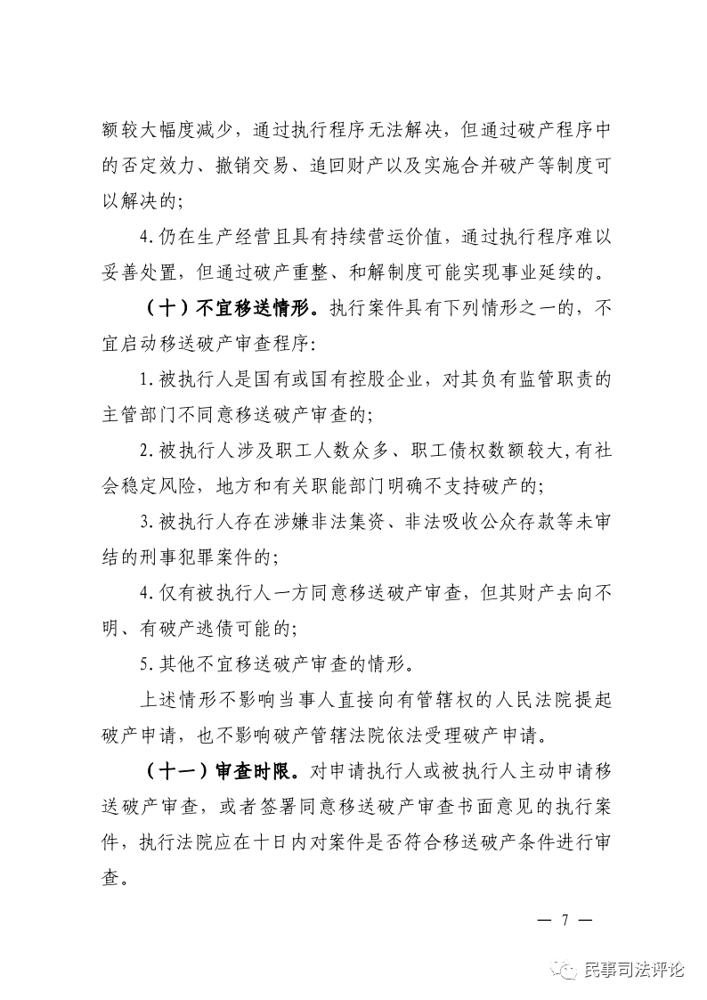 额较大幅度减少，通过执行程序无法解决，但通过破产程序中
的否定效力、撤销交易、追回财产以及实施合并破产等制度可
以解决的；
4.仍在生产经营且具有持续营运价值，通过执行程序难以
妥善处置，但通过破产重整、和解制度可能实现事业延续的。
（十）不宜移送情形。执行案件具有下列情形之一的，不
宜启动移送破产审查程序：
1.被执行人是国有或国有控股企业，对其负有监管职责的
主管部门不同意移送破产审查的；
2.被执行人涉及职工人数众多、职工债权数额较大,有社
会稳定风险，地方和有关职能部门明确不支持破产的；
3.被执行人存在涉嫌非法集资、非法吸收公众存款等未审
结的刑事犯罪案件的；
4.仅有被执行人一方同意移送破产审查，但其财产去向不
明、有破产逃债可能的；
5.其他不宜移送破产审查的情形。
上述情形不影响当事人直接向有管辖权的人民法院提起
破产申请，也不影响破产管辖法院依法受理破产申请。
（十一）审查时限。对申请执行人或被执行人主动申请移
送破产审查，或者签署同意移送破产审查书面意见的执行案
件，执行法院应在十日内对案件是否符合移送破产条件进行审
查。
— 7 —
民事司法评论